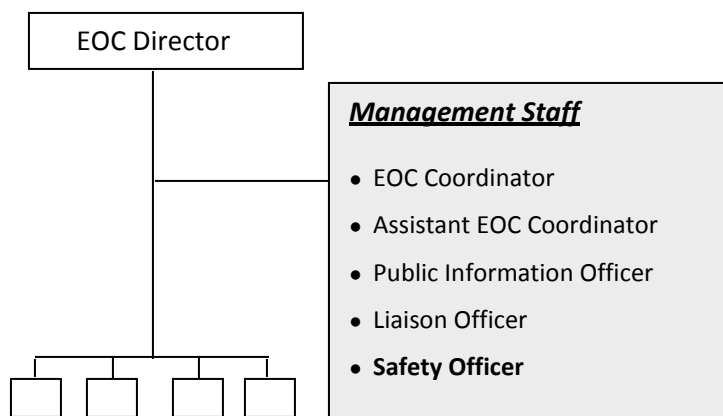 EOC Director
Management Staff
• EOC Coordinator
• Assistant EOC Coordinator
• Public Information Officer
• Liaison Officer
• Safety Officer